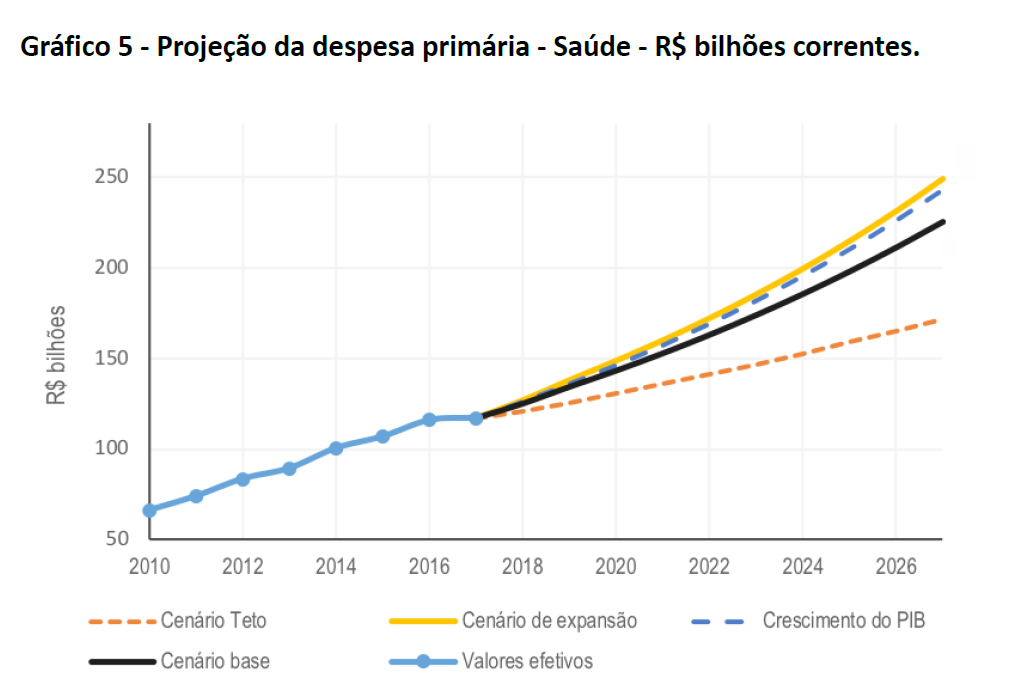 Gráfico 5 - Projeção da despesa primária - Saúde - R$ bilhões correntes.
R$ bilhões
250
200
150
100
50
2010 2012 2014 2016 2018 2020 2022 2024 2026
Cenário Teto Cenário de expansão Crescimento do PIB
Cenário base Valores efetivos